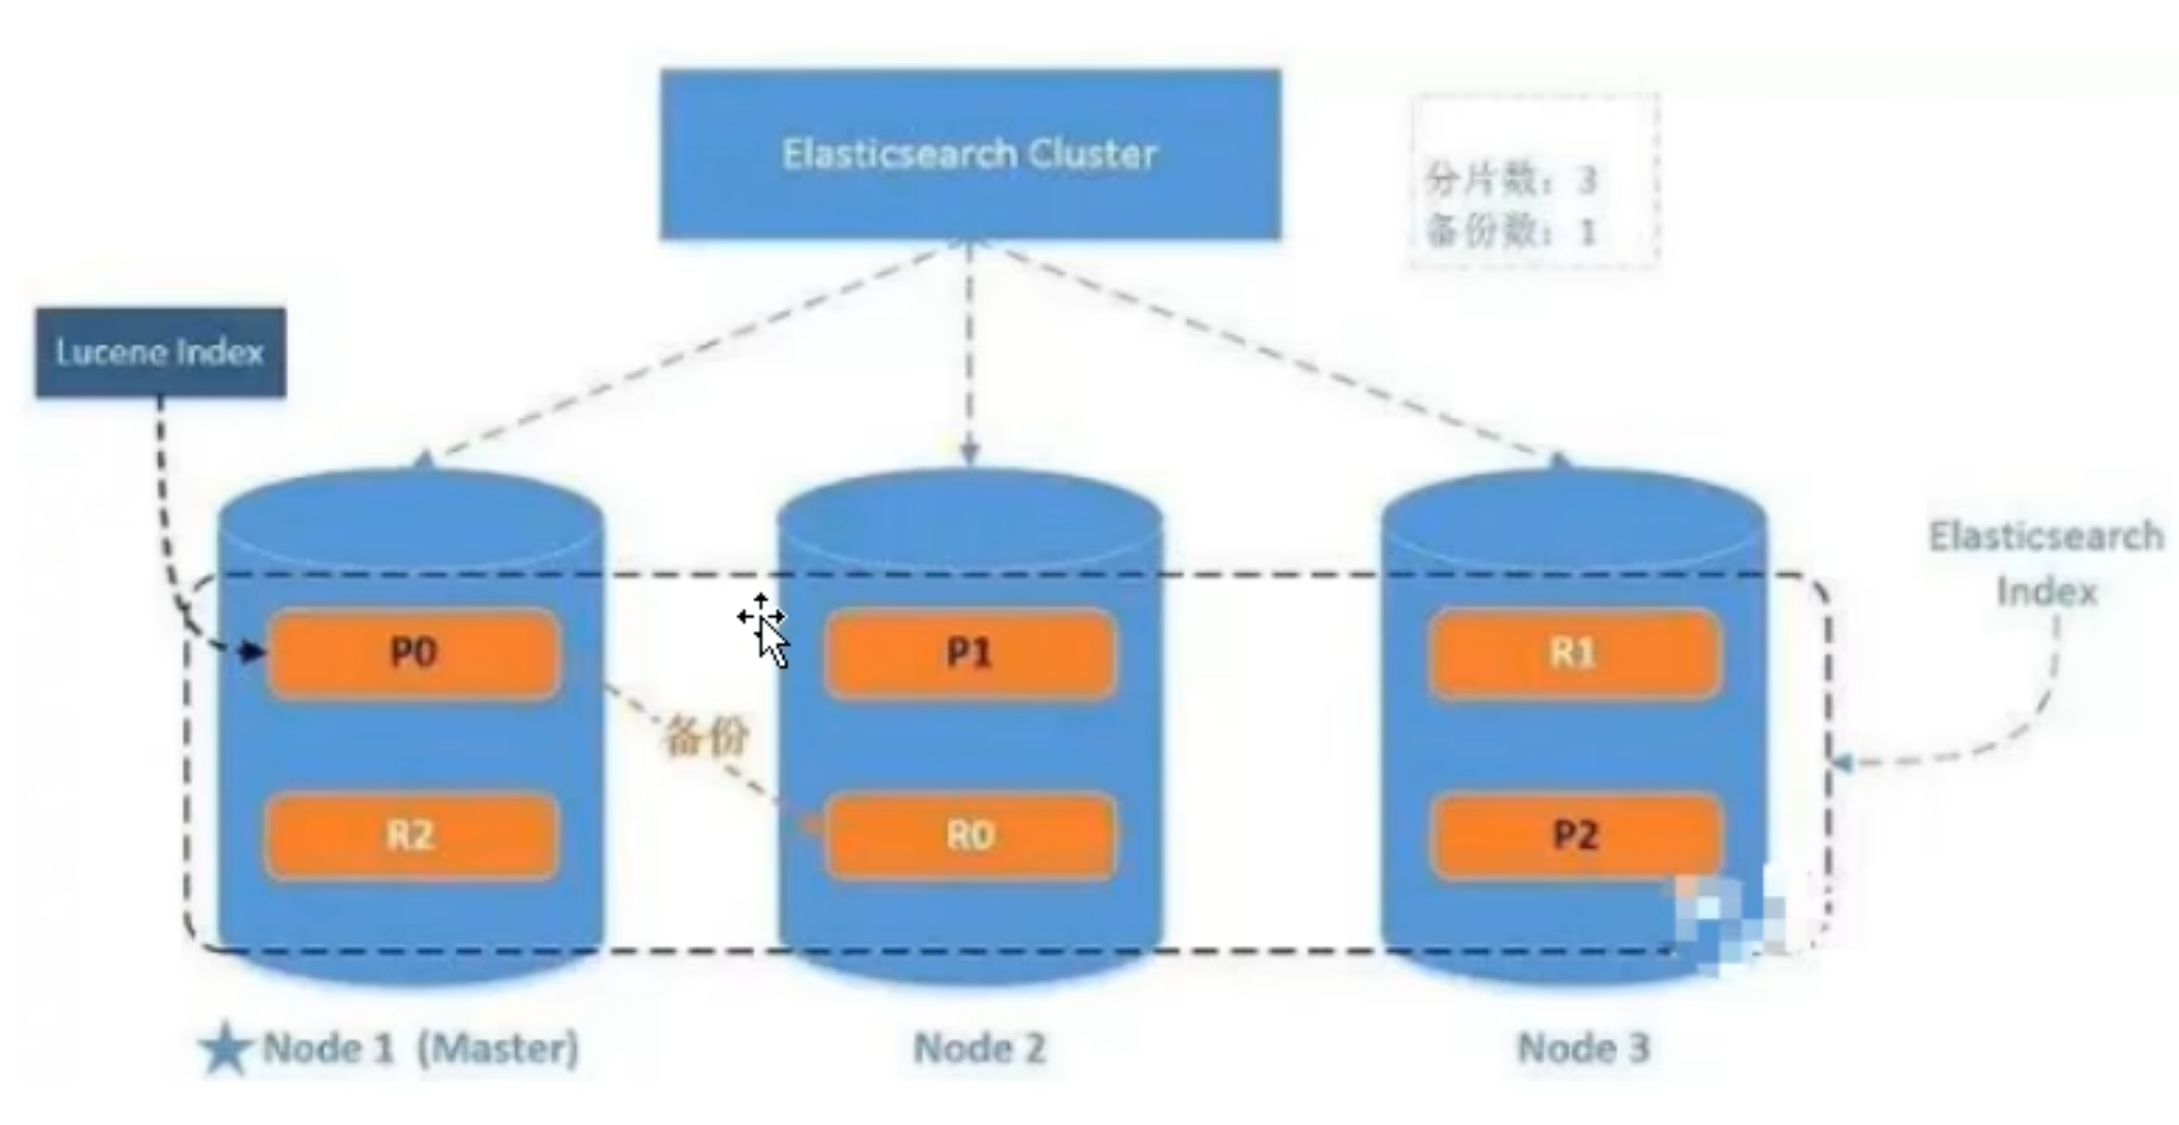 Elasticsearch Cluster
分片数：3
备份数：1
Lucene Index
Elasticsearch
Index
P0
P1
R1
备份
R2
R0
P2
Node 1 (Master)
Node 2
Node 3